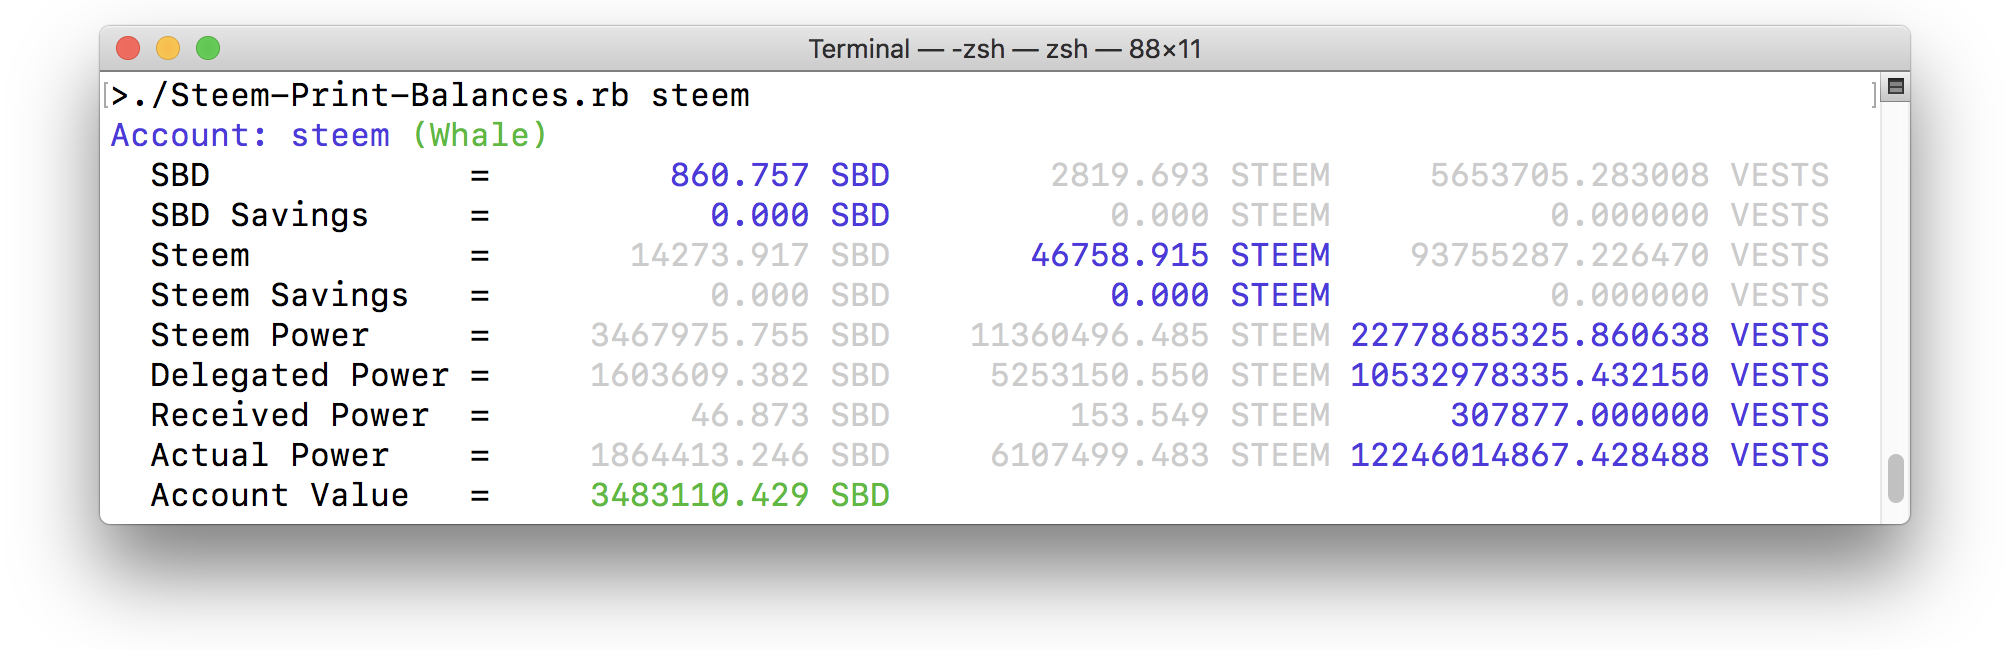 Terminal — -zsh — zsh — 88×11
[>./Steem-Print-Balances.rb steem ]
Account: steem (Whale)
SBD = 860.757 SBD 2819.693 STEEM 5653705.283008 VESTS
SBD Savings = 0.000 SBD 0.000 STEEM 0.000000 VESTS
Steem = 14273.917 SBD 46758.915 STEEM 93755287.226470 VESTS
Steem Savings = 0.000 SBD 0.000 STEEM 0.000000 VESTS
Steem Power = 3467975.755 SBD 11360496.485 STEEM 22778685325.860638 VESTS
Delegated Power = 1603609.382 SBD 5253150.550 STEEM 10532978335.432150 VESTS
Received Power = 46.873 SBD 153.549 STEEM 307877.000000 VESTS
Actual Power = 1864413.246 SBD 6107499.483 STEEM 12246014867.428488 VESTS
Account Value = 3483110.429 SBD